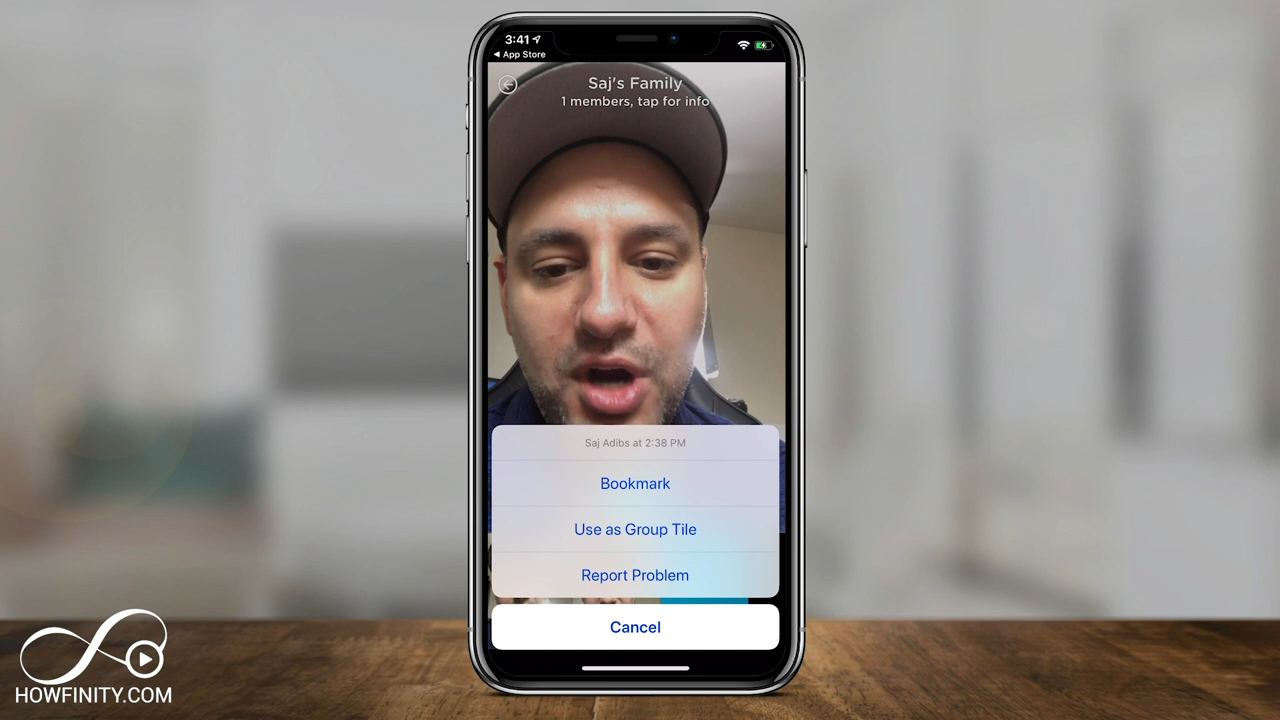 3:41
App Store
Saj's Family
1 members, tap for info
Saj Adibs at 2:38 PM
Bookmark
Use as Group Tile
Report Problem
Cancel
HOWFINITY.COM